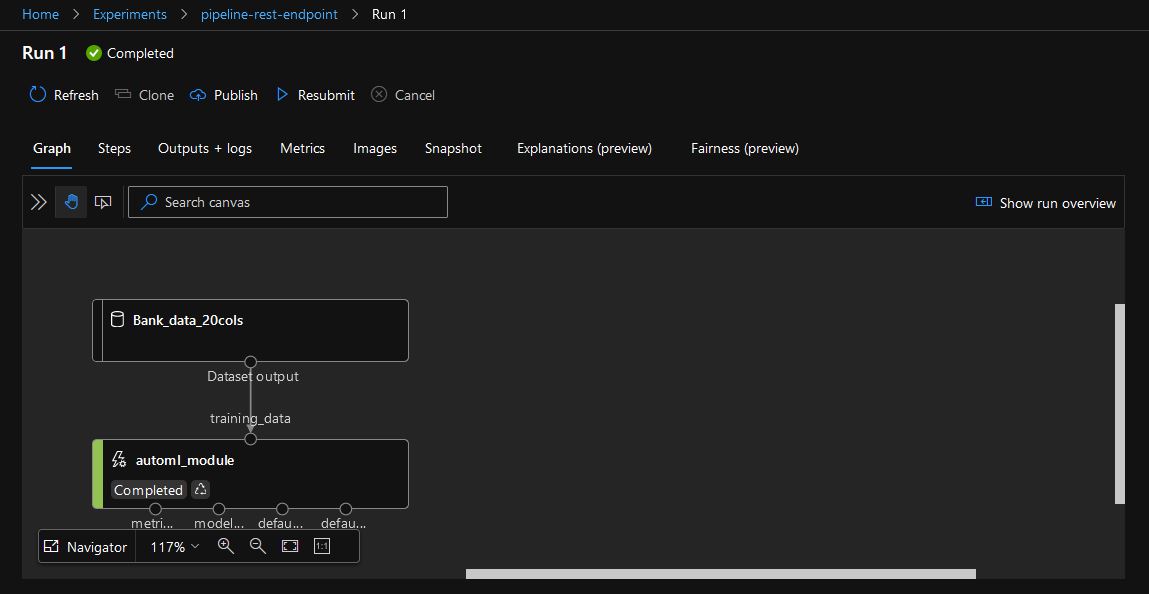 Home > Experiments > pipeline-rest-endpoint > Run 1
Run 1 Completed
Refresh Clone Publish Resubmit Cancel
Graph Steps Outputs + logs Metrics Images Snapshot Explanations (preview) Fairness (preview)
Search canvas Show run overview
Bank_data_20cols
Dataset output
training_data
automl_module
Completed
metri... model... defau... defau...
Navigator 117% 1:1